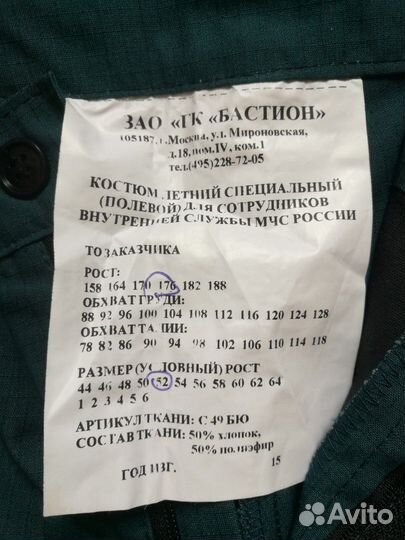 ЗАО «ГК «БАСТИОН»
105187, г.Москва, ул. Мироновская,
д.18, пом.IV, ком.1
тел.(495)228-72-05
КОСТЮМ ЛЕТНИЙ СПЕЦИАЛЬНЫЙ
(ПОЛЕВОЙ) ДЛЯ СОТРУДНИКОВ
ВНУТРЕННЕЙ СЛУЖБЫ МЧС РОССИИ
ТО ЗАКАЗЧИКА
РОСТ:
158 164 170 176 182 188
ОБХВАТ ГРУДИ:
88 92 96 100 104 108 112 116 120 124 128
ОБХВАТ ТАЛИИ:
78 82 86 90 94 98 102 106 110 114 118
РАЗМЕР (УСЛОВНЫЙ) РОСТ
44 46 48 50 52 54 56 58 60 62 64
1 2 3 4 5 6
АРТИКУЛ ТКАНИ: С 49 БЮ
СОСТАВ ТКАНИ: 50% хлопок,
50% полиэфир
ГОД ИЗГ. 15
Avito